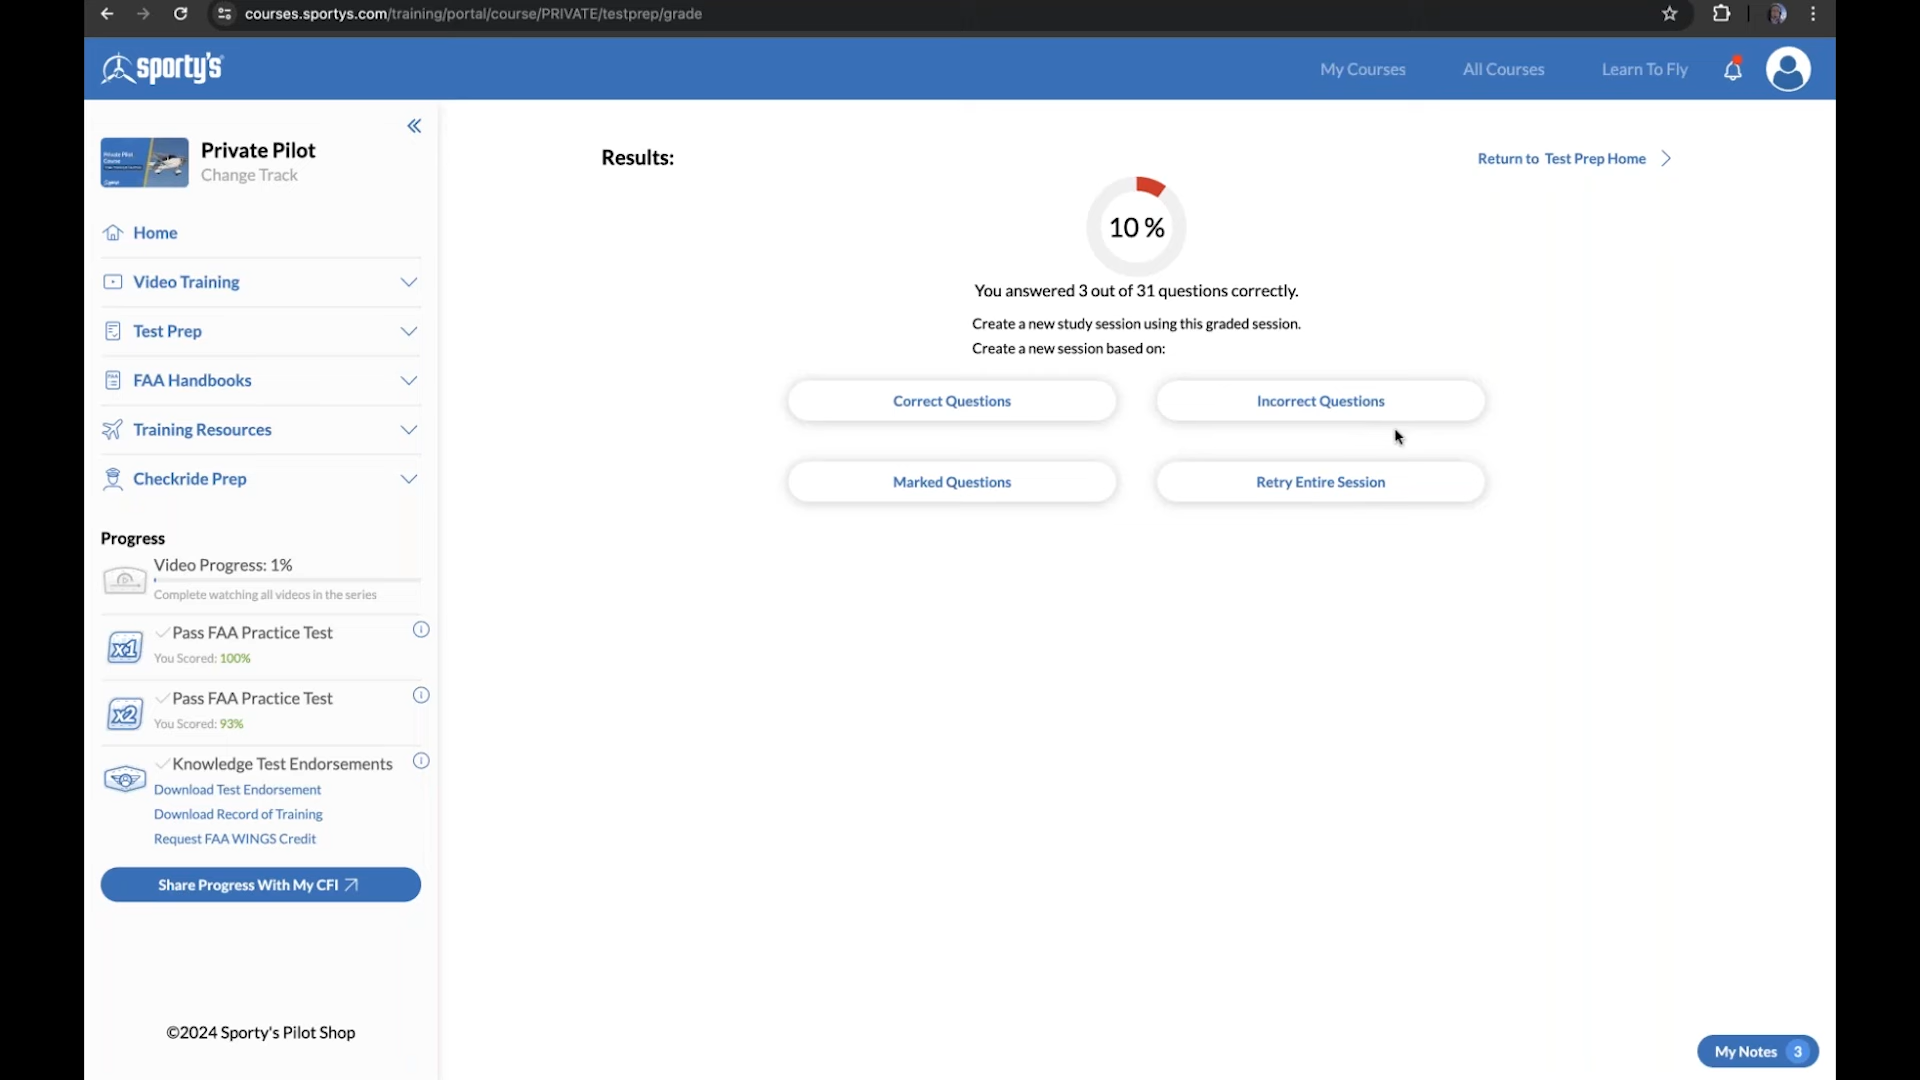 courses.sportys.com/training/portal/course/PRIVATE/testprep/grade
sporty's
My Courses
All Courses
Learn To Fly
Private Pilot
Change Track
Home
Video Training
Test Prep
FAA Handbooks
Training Resources
Checkride Prep
Progress
Video Progress: 1%
Complete watching all videos in the series
x1
Pass FAA Practice Test
You Scored: 100%
x2
Pass FAA Practice Test
You Scored: 93%
Knowledge Test Endorsements
Download Test Endorsement
Download Record of Training
Request FAA WINGS Credit
Share Progress With My CFI
©2024 Sporty's Pilot Shop
Results:
Return to Test Prep Home
10 %
You answered 3 out of 31 questions correctly.
Create a new study session using this graded session.
Create a new session based on:
Correct Questions
Incorrect Questions
Marked Questions
Retry Entire Session
My Notes 3